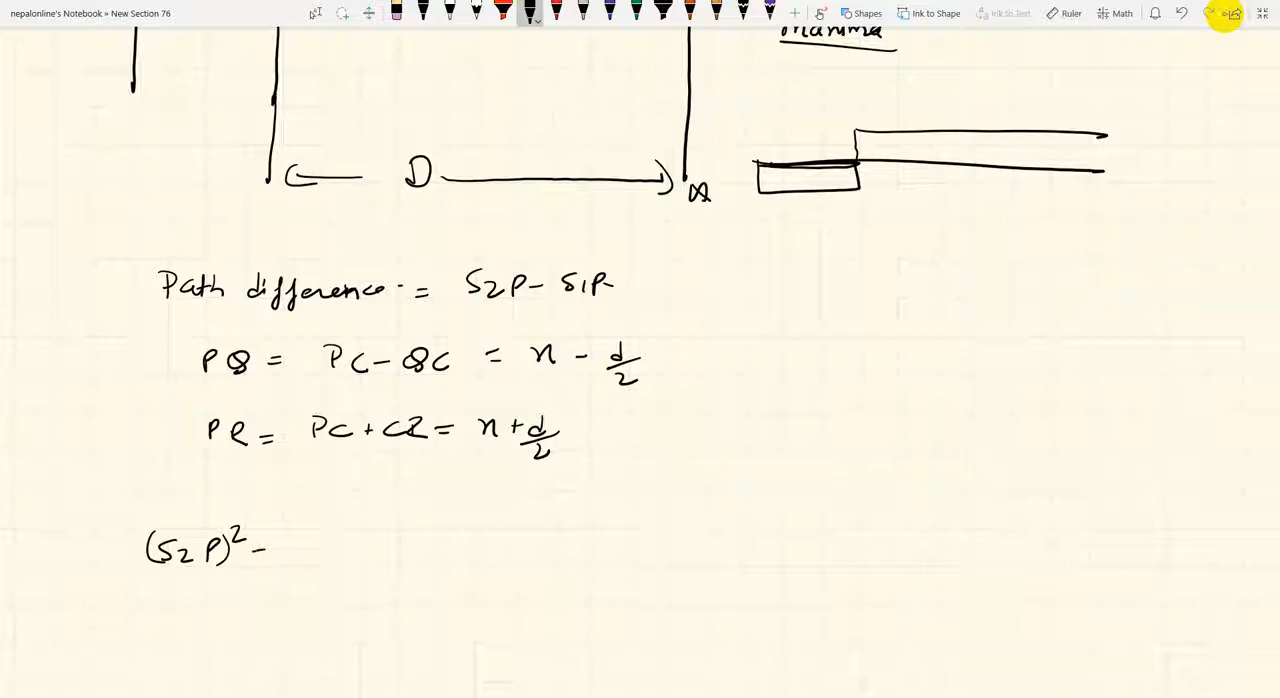 nepalonline's Notebook » New Section 76
Shapes Ink to Shape Ink to Text Ruler Math
D
Path difference = S2P - S1P
PQ = PC - QC = x - d/2
PR = PC + CR = x + d/2
(S2P)² -